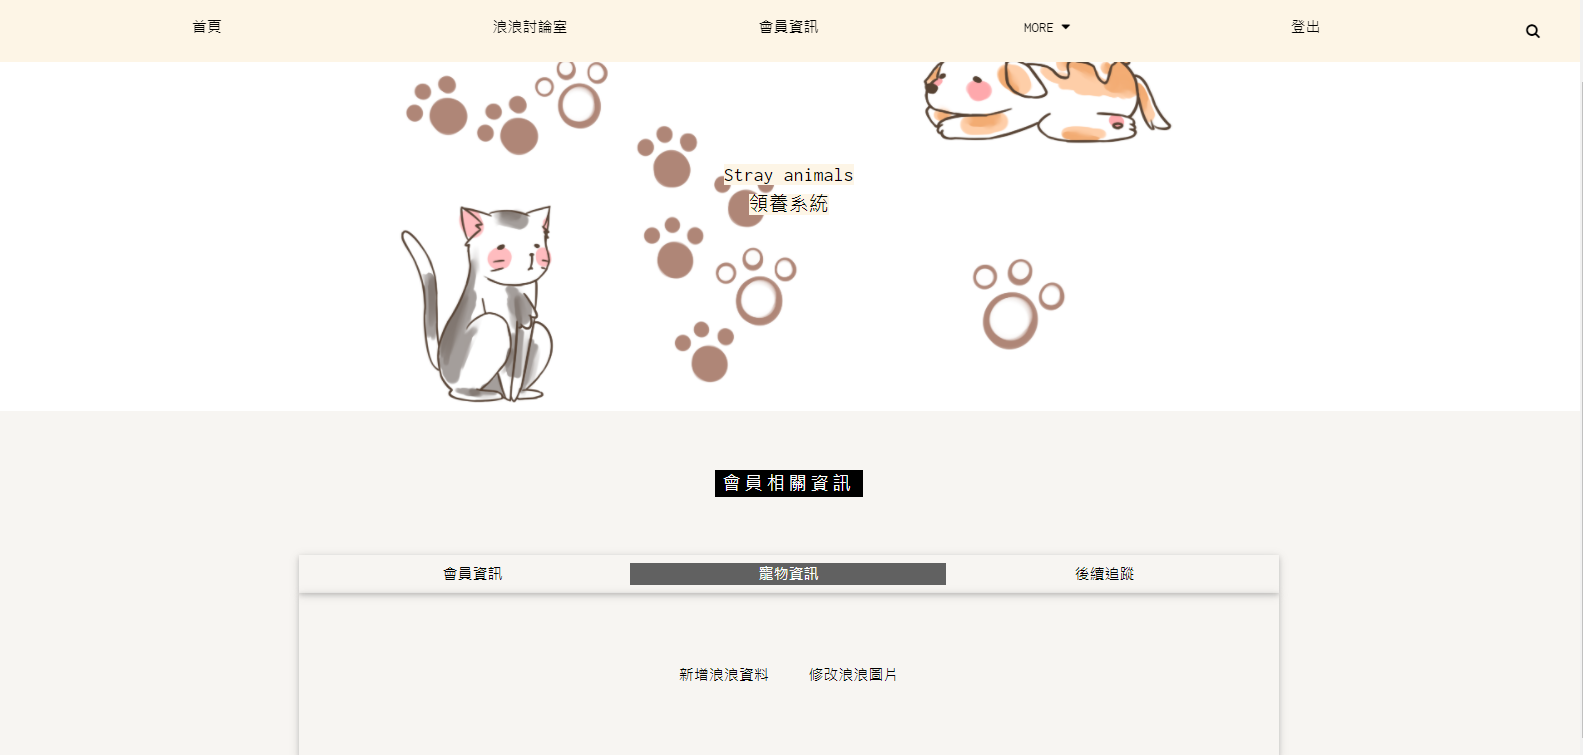 首頁 浪浪討論室 會員資訊 MORE 登出
Stray animals
領養系統
會員相關資訊
會員資訊 寵物資訊 後續追蹤
新增浪浪資料 修改浪浪圖片